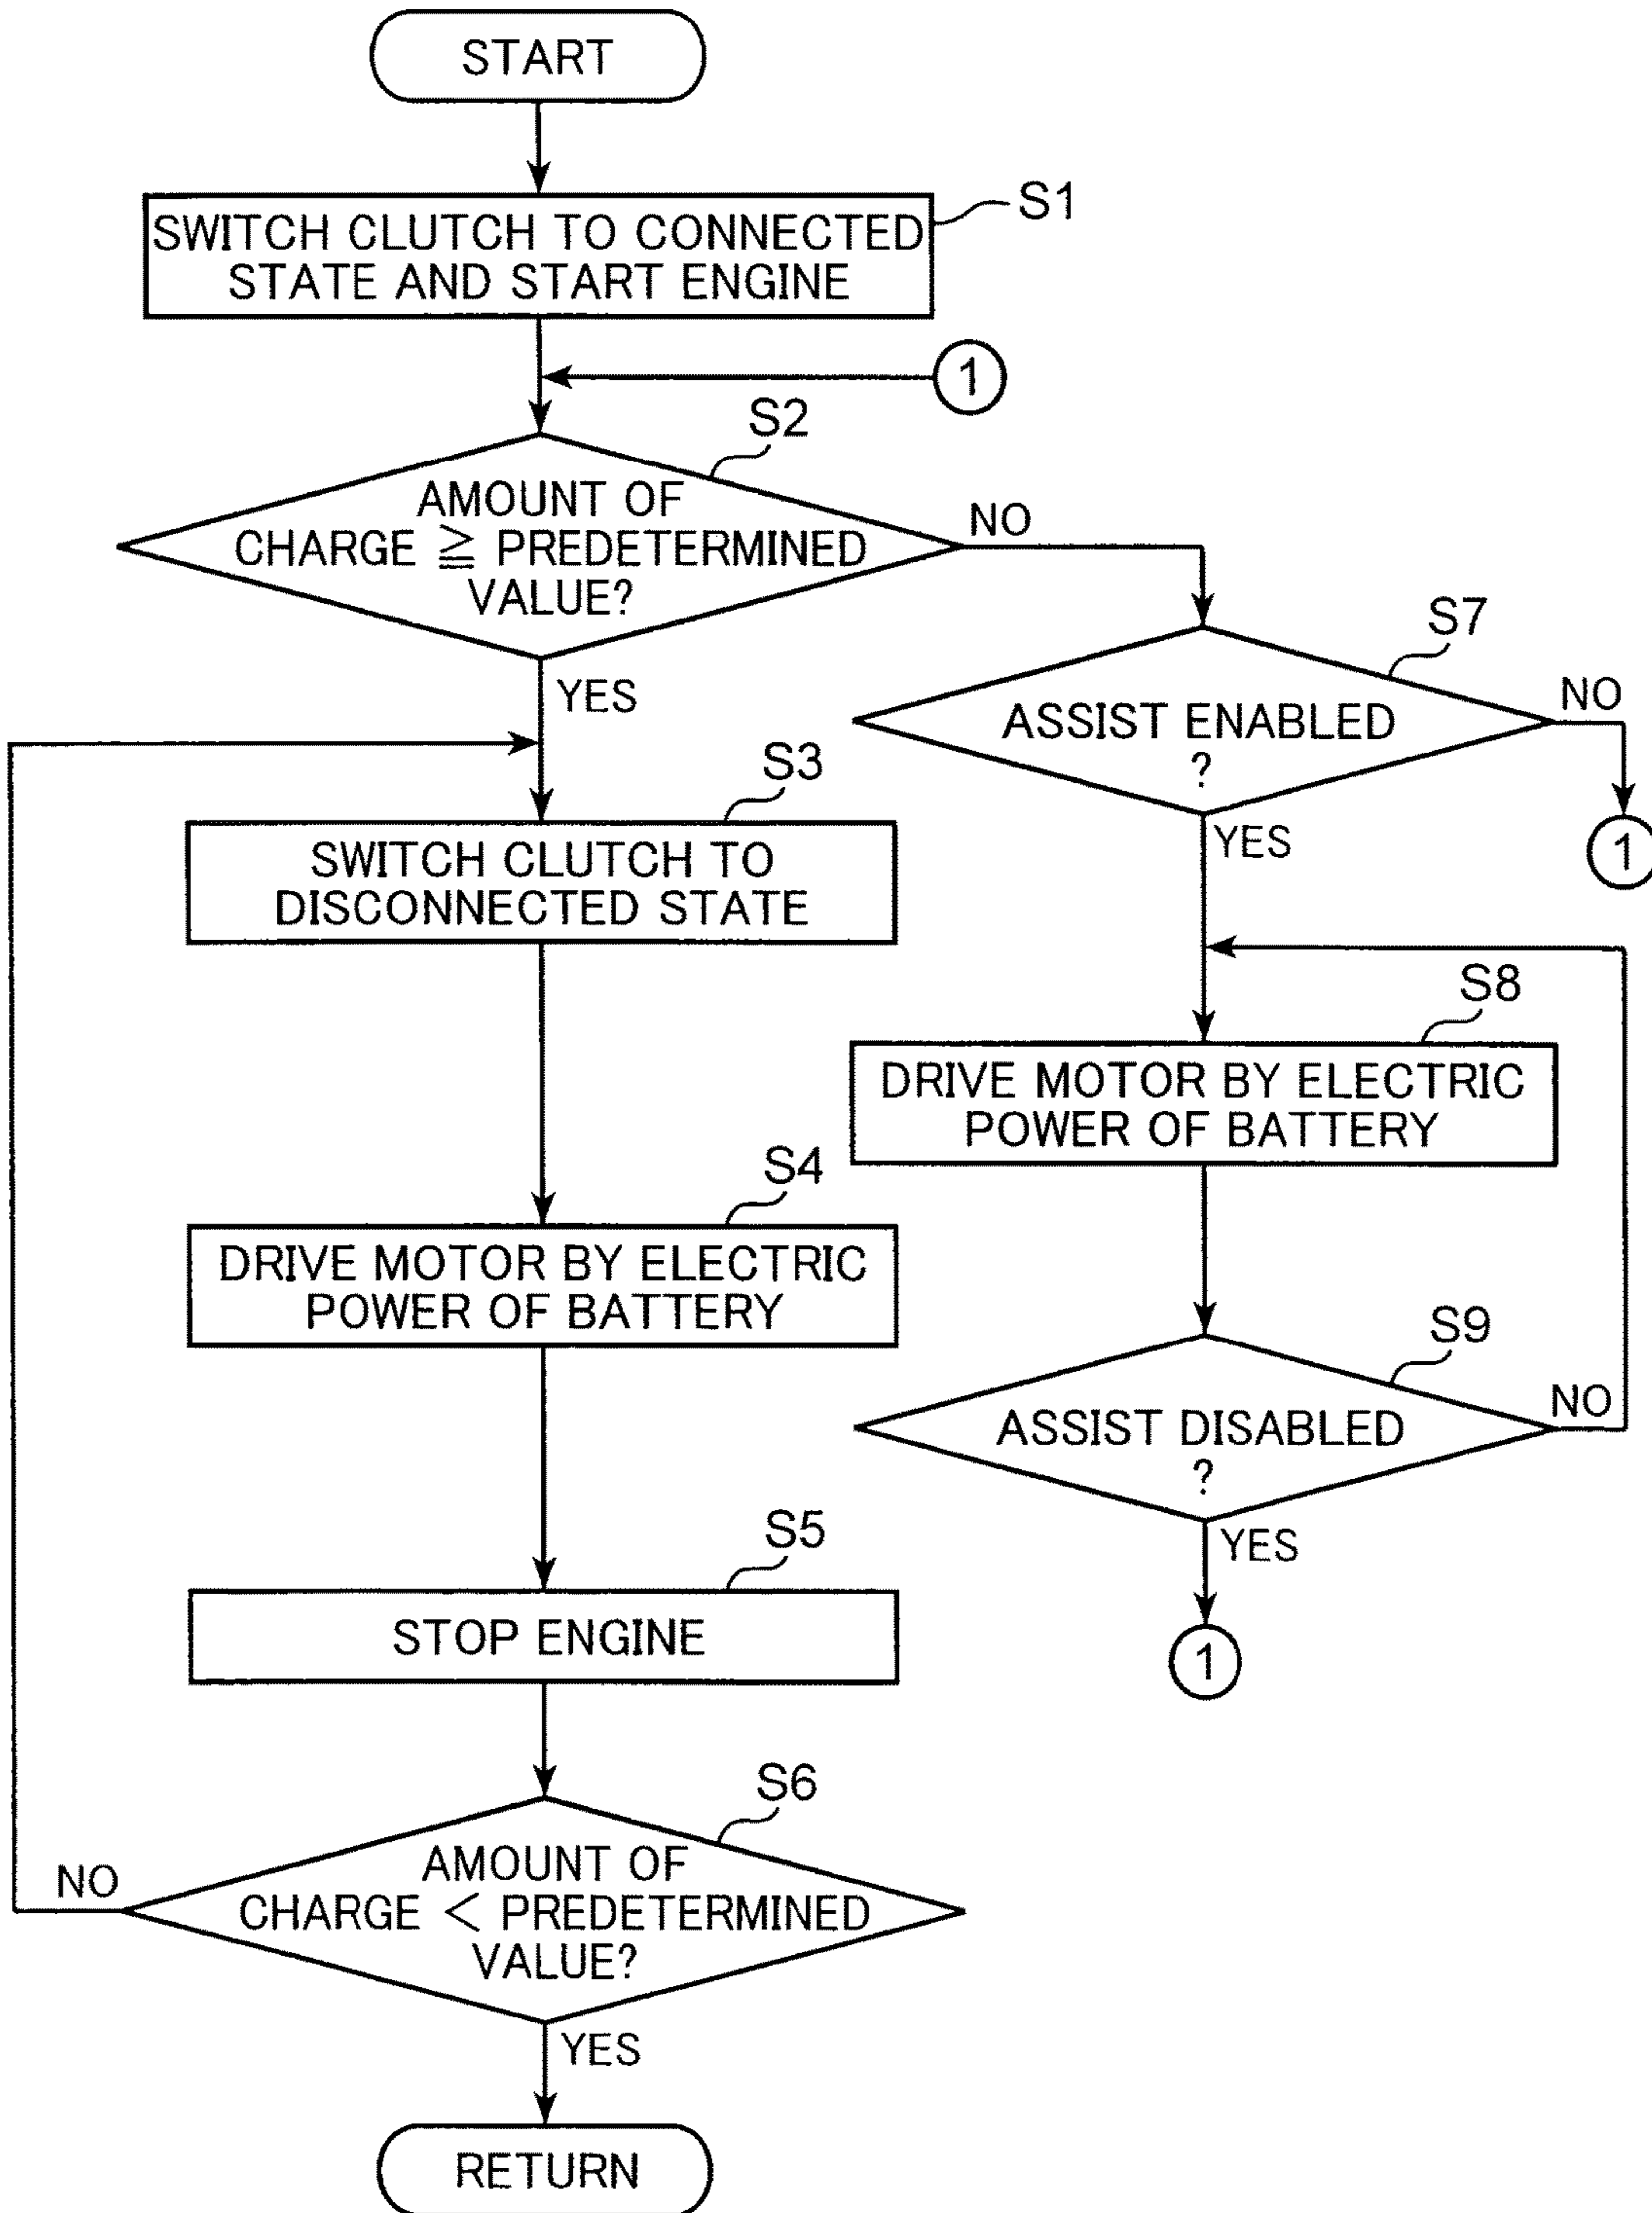 START
S1
SWITCH CLUTCH TO CONNECTED
STATE AND START ENGINE
1
S2
AMOUNT OF
CHARGE ≧ PREDETERMINED
VALUE?
NO
YES
S7
ASSIST ENABLED
?
NO
1
YES
S3
SWITCH CLUTCH TO
DISCONNECTED STATE
S8
DRIVE MOTOR BY ELECTRIC
POWER OF BATTERY
S4
DRIVE MOTOR BY ELECTRIC
POWER OF BATTERY
S9
ASSIST DISABLED
?
NO
YES
1
S5
STOP ENGINE
S6
AMOUNT OF
CHARGE < PREDETERMINED
VALUE?
NO
YES
RETURN